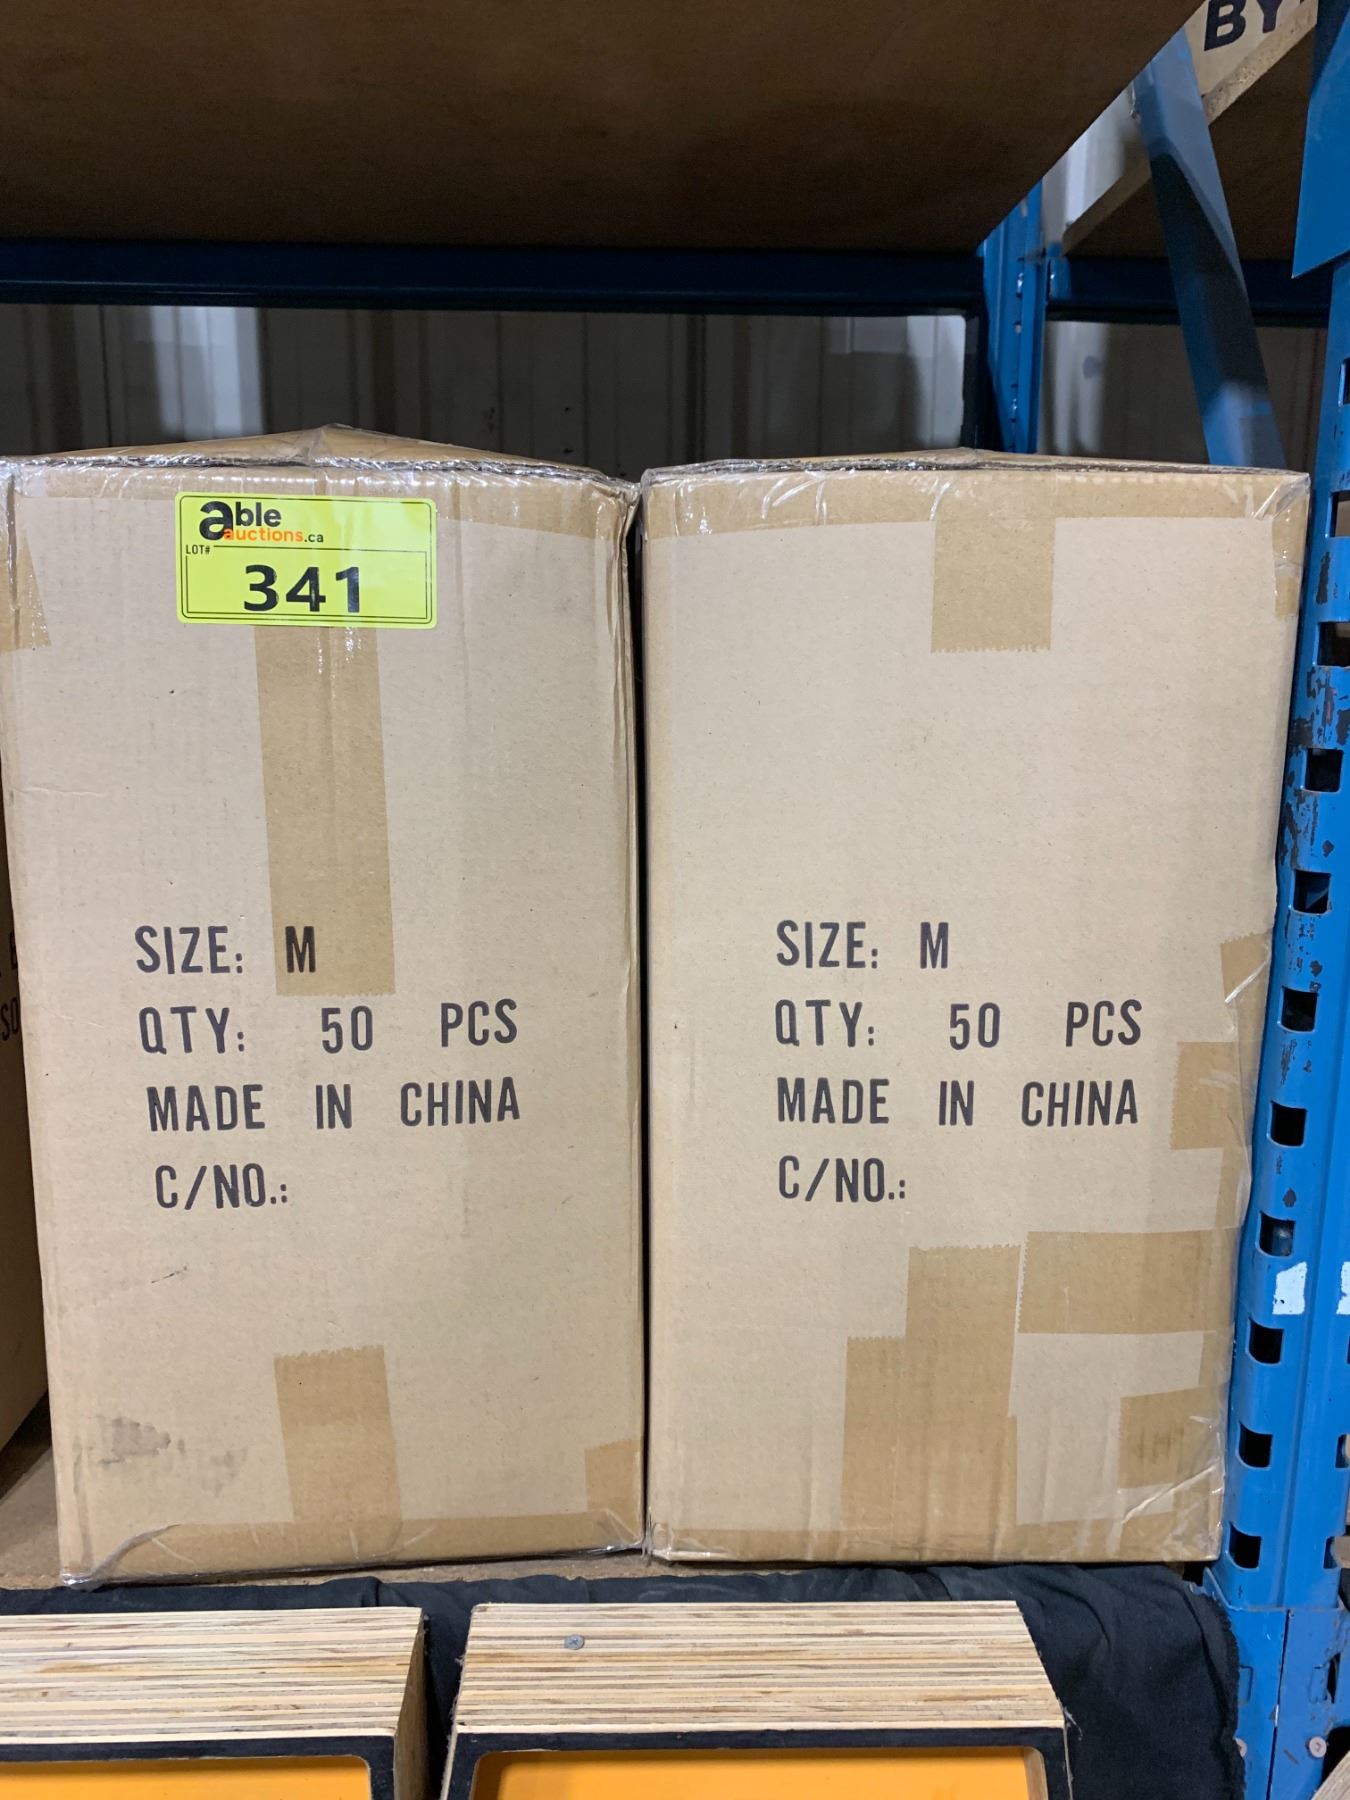 BY
able
auctions.ca
LOT#
341
SIZE: M
QTY: 50 PCS
MADE IN CHINA
C/NO.:
SIZE: M
QTY: 50 PCS
MADE IN CHINA
C/NO.: